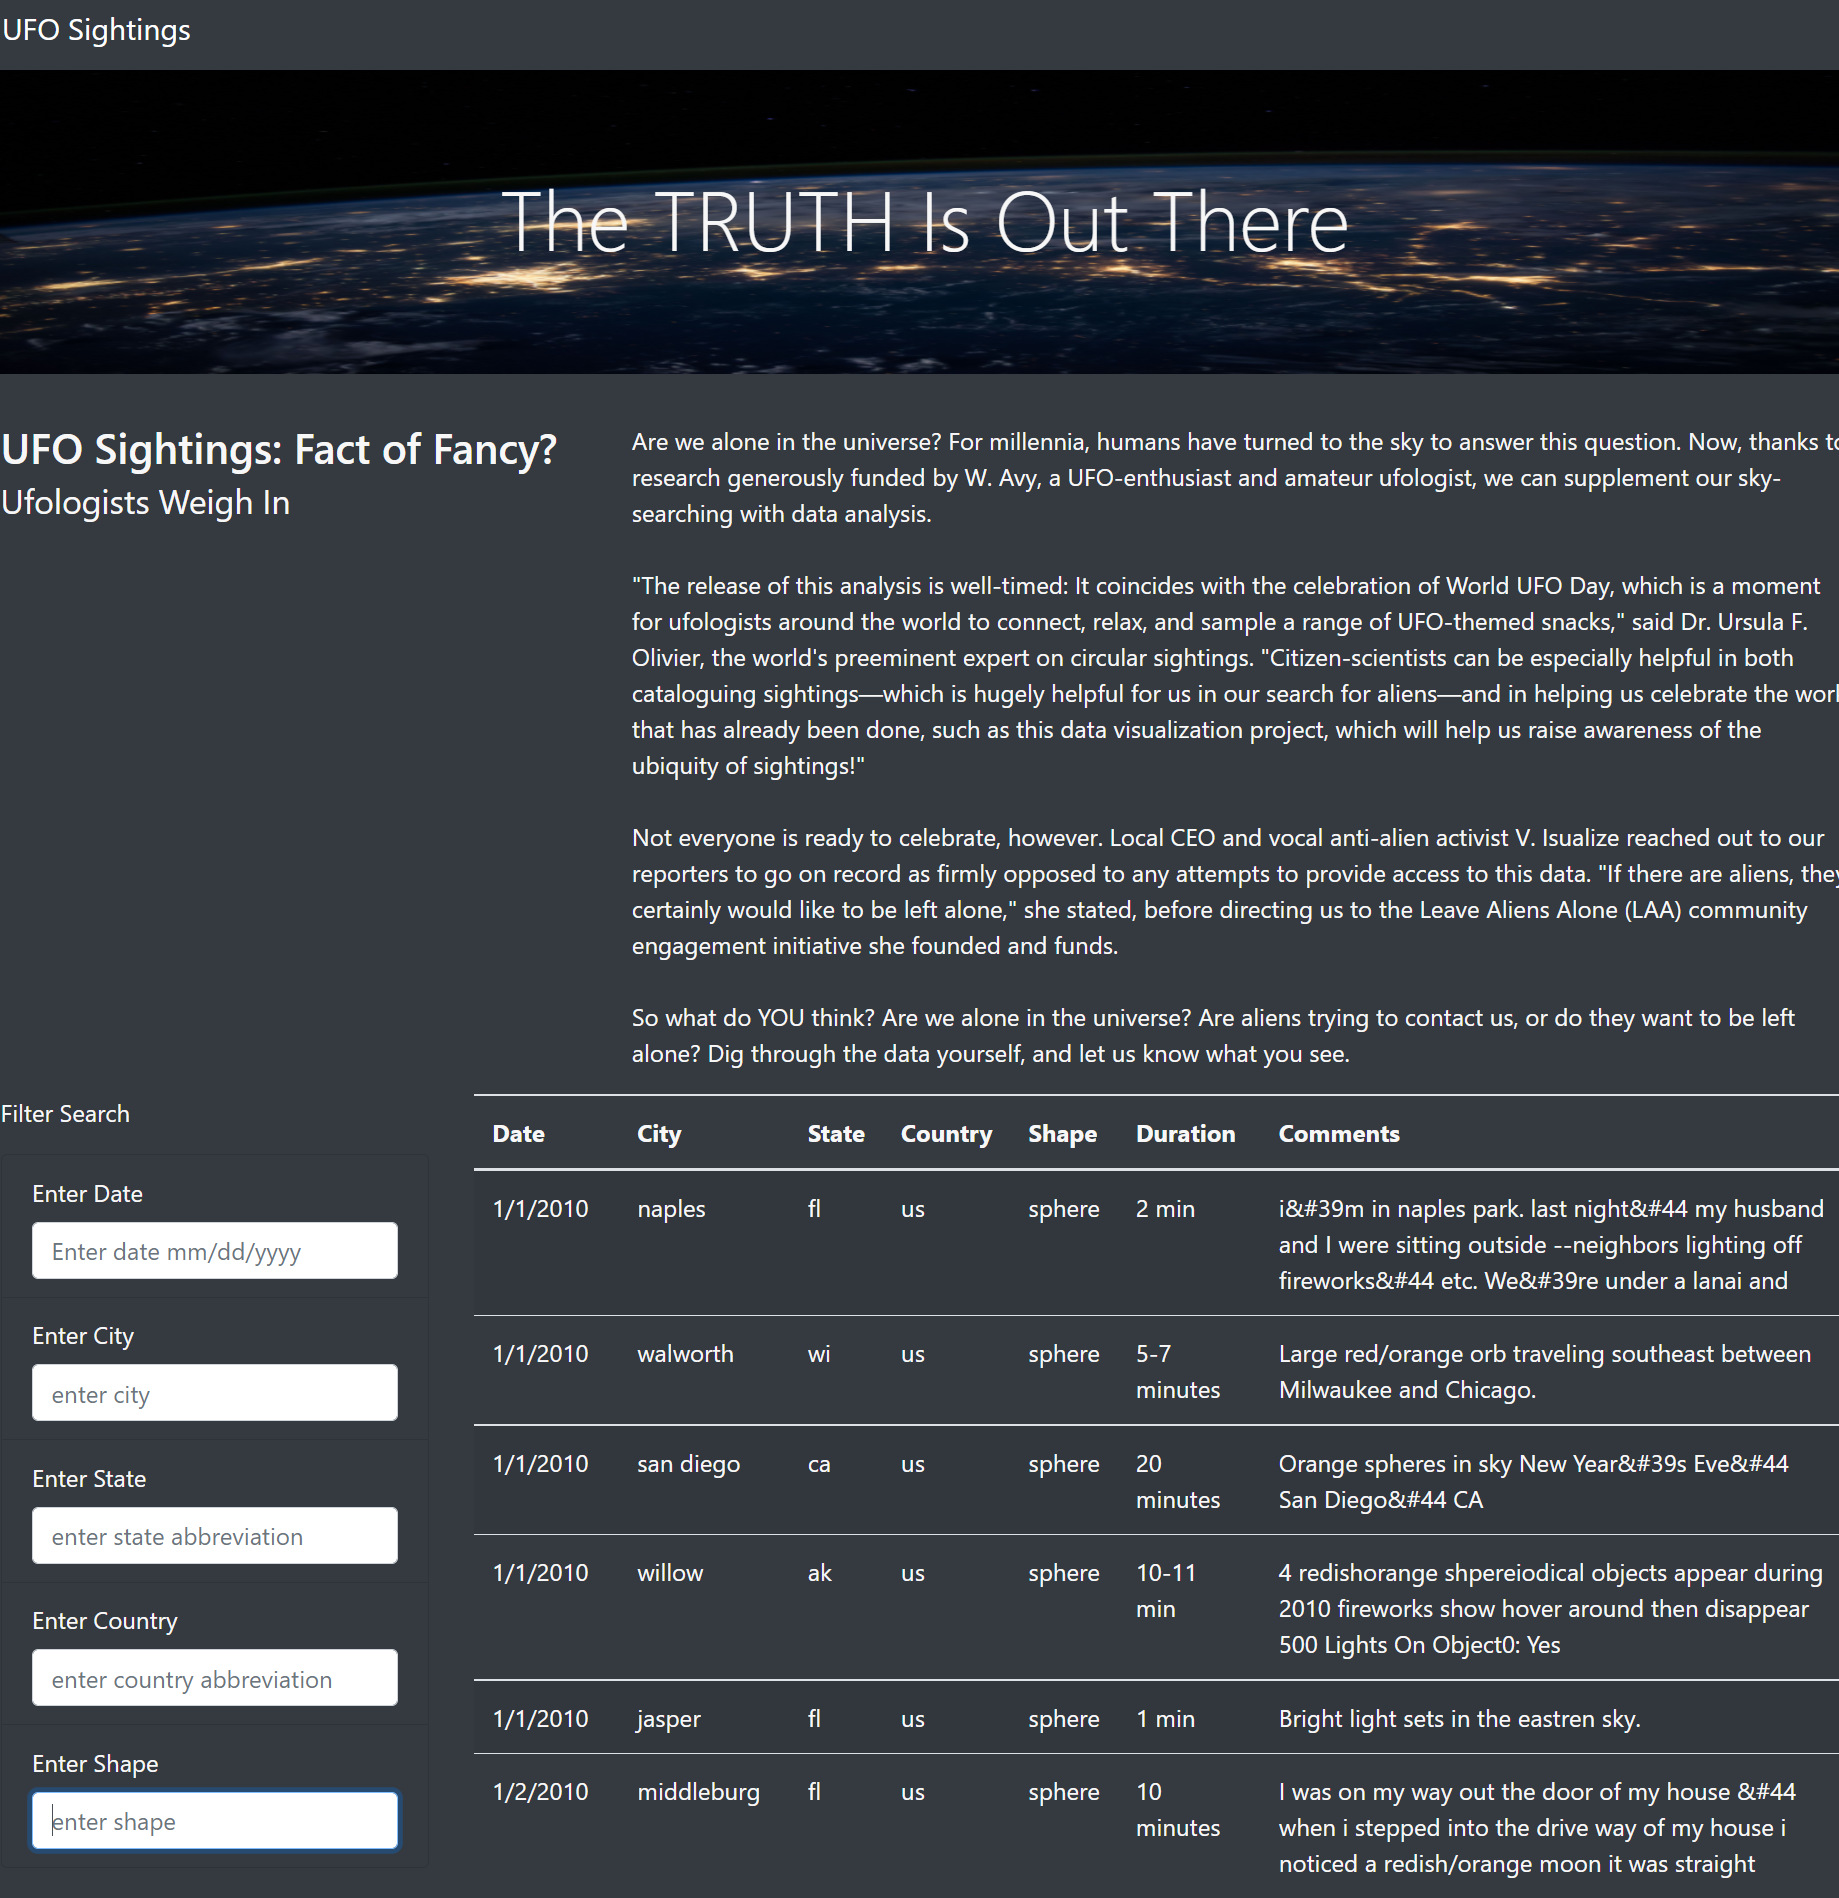 UFO Sightings
The TRUTH Is Out There
UFO Sightings: Fact of Fancy?
Ufologists Weigh In
Are we alone in the universe? For millennia, humans have turned to the sky to answer this question. Now, thanks to
research generously funded by W. Avy, a UFO-enthusiast and amateur ufologist, we can supplement our sky-
searching with data analysis.
"The release of this analysis is well-timed: It coincides with the celebration of World UFO Day, which is a moment
for ufologists around the world to connect, relax, and sample a range of UFO-themed snacks," said Dr. Ursula F.
Olivier, the world's preeminent expert on circular sightings. "Citizen-scientists can be especially helpful in both
cataloguing sightings—which is hugely helpful for us in our search for aliens—and in helping us celebrate the work
that has already been done, such as this data visualization project, which will help us raise awareness of the
ubiquity of sightings!"
Not everyone is ready to celebrate, however. Local CEO and vocal anti-alien activist V. Isualize reached out to our
reporters to go on record as firmly opposed to any attempts to provide access to this data. "If there are aliens, they
certainly would like to be left alone," she stated, before directing us to the Leave Aliens Alone (LAA) community
engagement initiative she founded and funds.
So what do YOU think? Are we alone in the universe? Are aliens trying to contact us, or do they want to be left
alone? Dig through the data yourself, and let us know what you see.
Filter Search
Enter Date
Enter date mm/dd/yyyy
Enter City
enter city
Enter State
enter state abbreviation
Enter Country
enter country abbreviation
Enter Shape
enter shape
Date City State Country Shape Duration Comments
1/1/2010 naples fl us sphere 2 min i&#39m in naples park. last night&#44 my husband
and I were sitting outside --neighbors lighting off
fireworks&#44 etc. We&#39re under a lanai and
1/1/2010 walworth wi us sphere 5-7 Large red/orange orb traveling southeast between
minutes Milwaukee and Chicago.
1/1/2010 san diego ca us sphere 20 Orange spheres in sky New Year&#39s Eve&#44
minutes San Diego&#44 CA
1/1/2010 willow ak us sphere 10-11 4 redishorange shpereiodical objects appear during
min 2010 fireworks show hover around then disappear
500 Lights On Object0: Yes
1/1/2010 jasper fl us sphere 1 min Bright light sets in the eastren sky.
1/2/2010 middleburg fl us sphere 10 I was on my way out the door of my house &#44
minutes when i stepped into the drive way of my house i
noticed a redish/orange moon it was straight